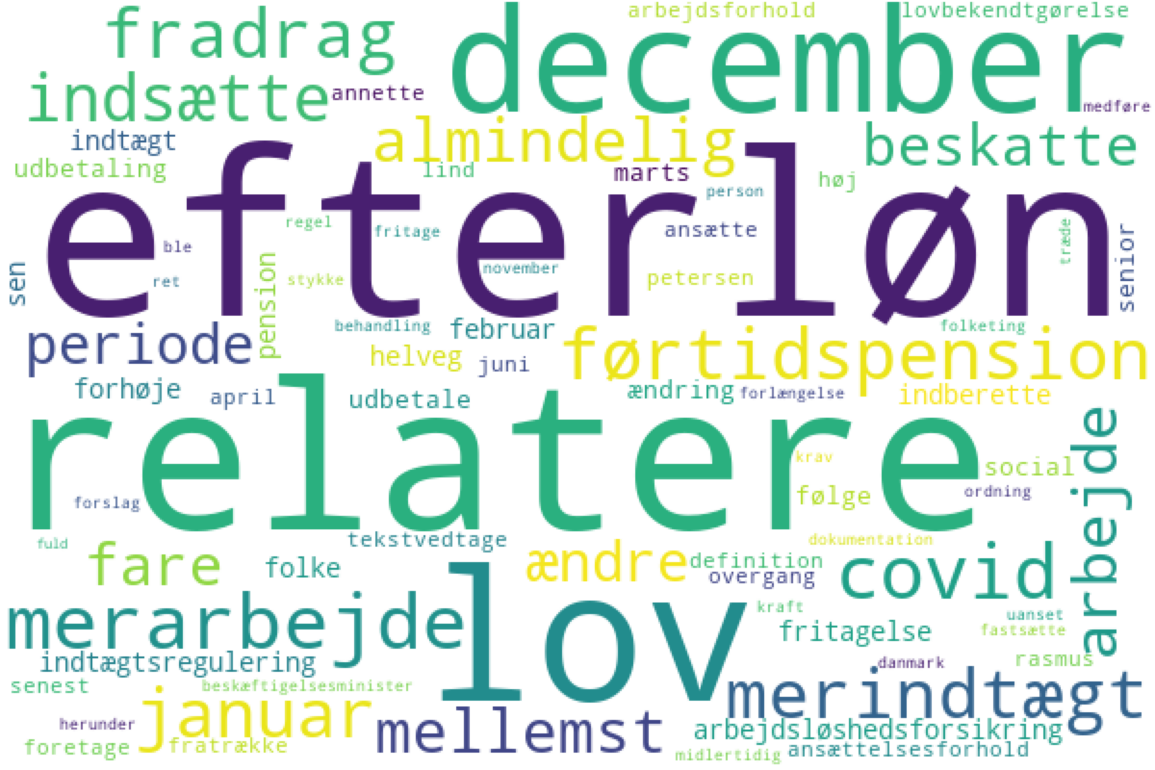 fradrag
december
arbejdsforhold
lovbekendtgørelse
indsætte
annette
medføre
indtægt
almindelig
beskatte
udbetaling
lind
marts
høj
person
efterløn
regel
fritage
ansætte
ble
november
ret
stykke
petersen
træde
senior
sen
pension
periode
behandling
februar
førtidspension
folketing
helveg
juni
forhøje
april
udbetale
ændring
forlængelse
indberette
relatere
arbejde
krav
social
følge
ordning
forslag
fuld
tekstvedtage
dokumentation
fare
folke
ændre
definition
overgang
covid
merarbejde
lov
kraft
uanset
fritagelse
fastsætte
indtægtsregulering
danmark
rasmus
senest
beskæftigelsesminister
merindtægt
januar
herunder
mellemst
arbejdsløshedsforsikring
foretage
fratrække
midlertidig
ansættelsesforhold